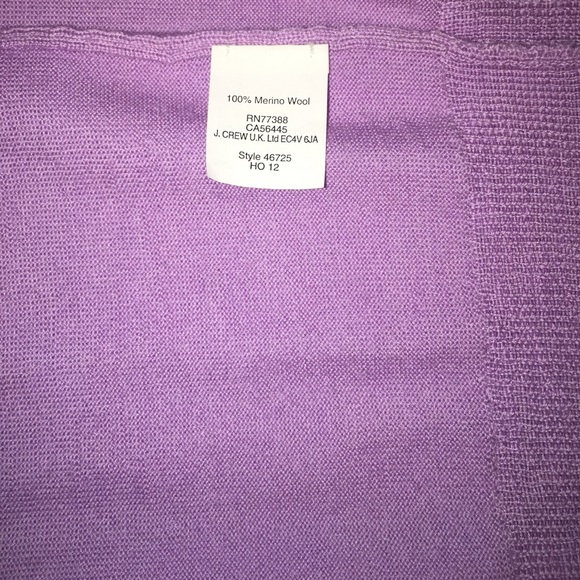 100% Merino Wool
RN77388
CA56445
J. CREW U.K. Ltd EC4V 6JA
Style 46725
HO 12